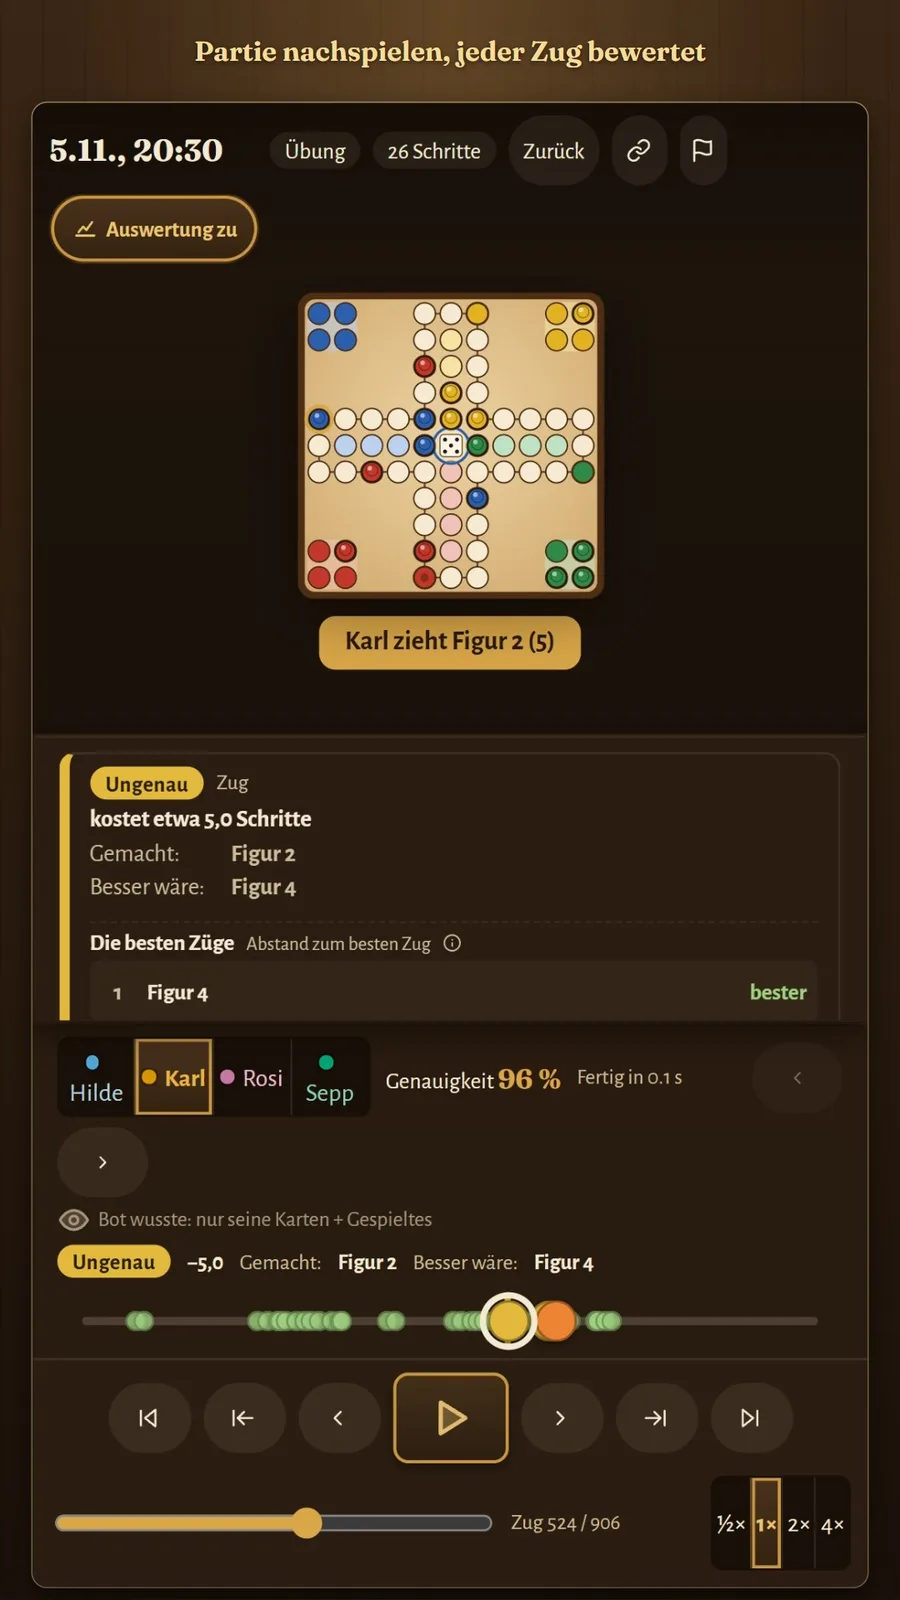 Partie nachspielen, jeder Zug bewertet
5.11., 20:30 Übung 26 Schritte Zurück
Auswertung zu
Karl zieht Figur 2 (5)
Ungenau Zug
kostet etwa 5,0 Schritte
Gemacht: Figur 2
Besser wäre: Figur 4
Die besten Züge Abstand zum besten Zug
1 Figur 4 bester
Hilde Karl Rosi Sepp Genauigkeit 96 % Fertig in 0.1 s
Bot wusste: nur seine Karten + Gespieltes
Ungenau −5,0 Gemacht: Figur 2 Besser wäre: Figur 4
Zug 524 / 906 ½× 1× 2× 4×